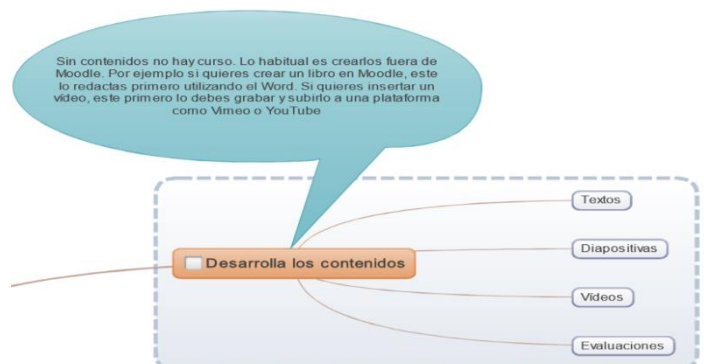 Sin contenidos no hay curso. Lo habitual es crearlos fuera de
Moodle. Por ejemplo si quieres crear un libro en Moodle, este
lo redactas primero utilizando el Word. Si quieres insertar un
vídeo, este primero lo debes grabar y subirlo a una plataforma
como Vimeo o YouTube
Textos
Desarrolla los contenidos
Diapositivas
Vídeos
Evaluaciones